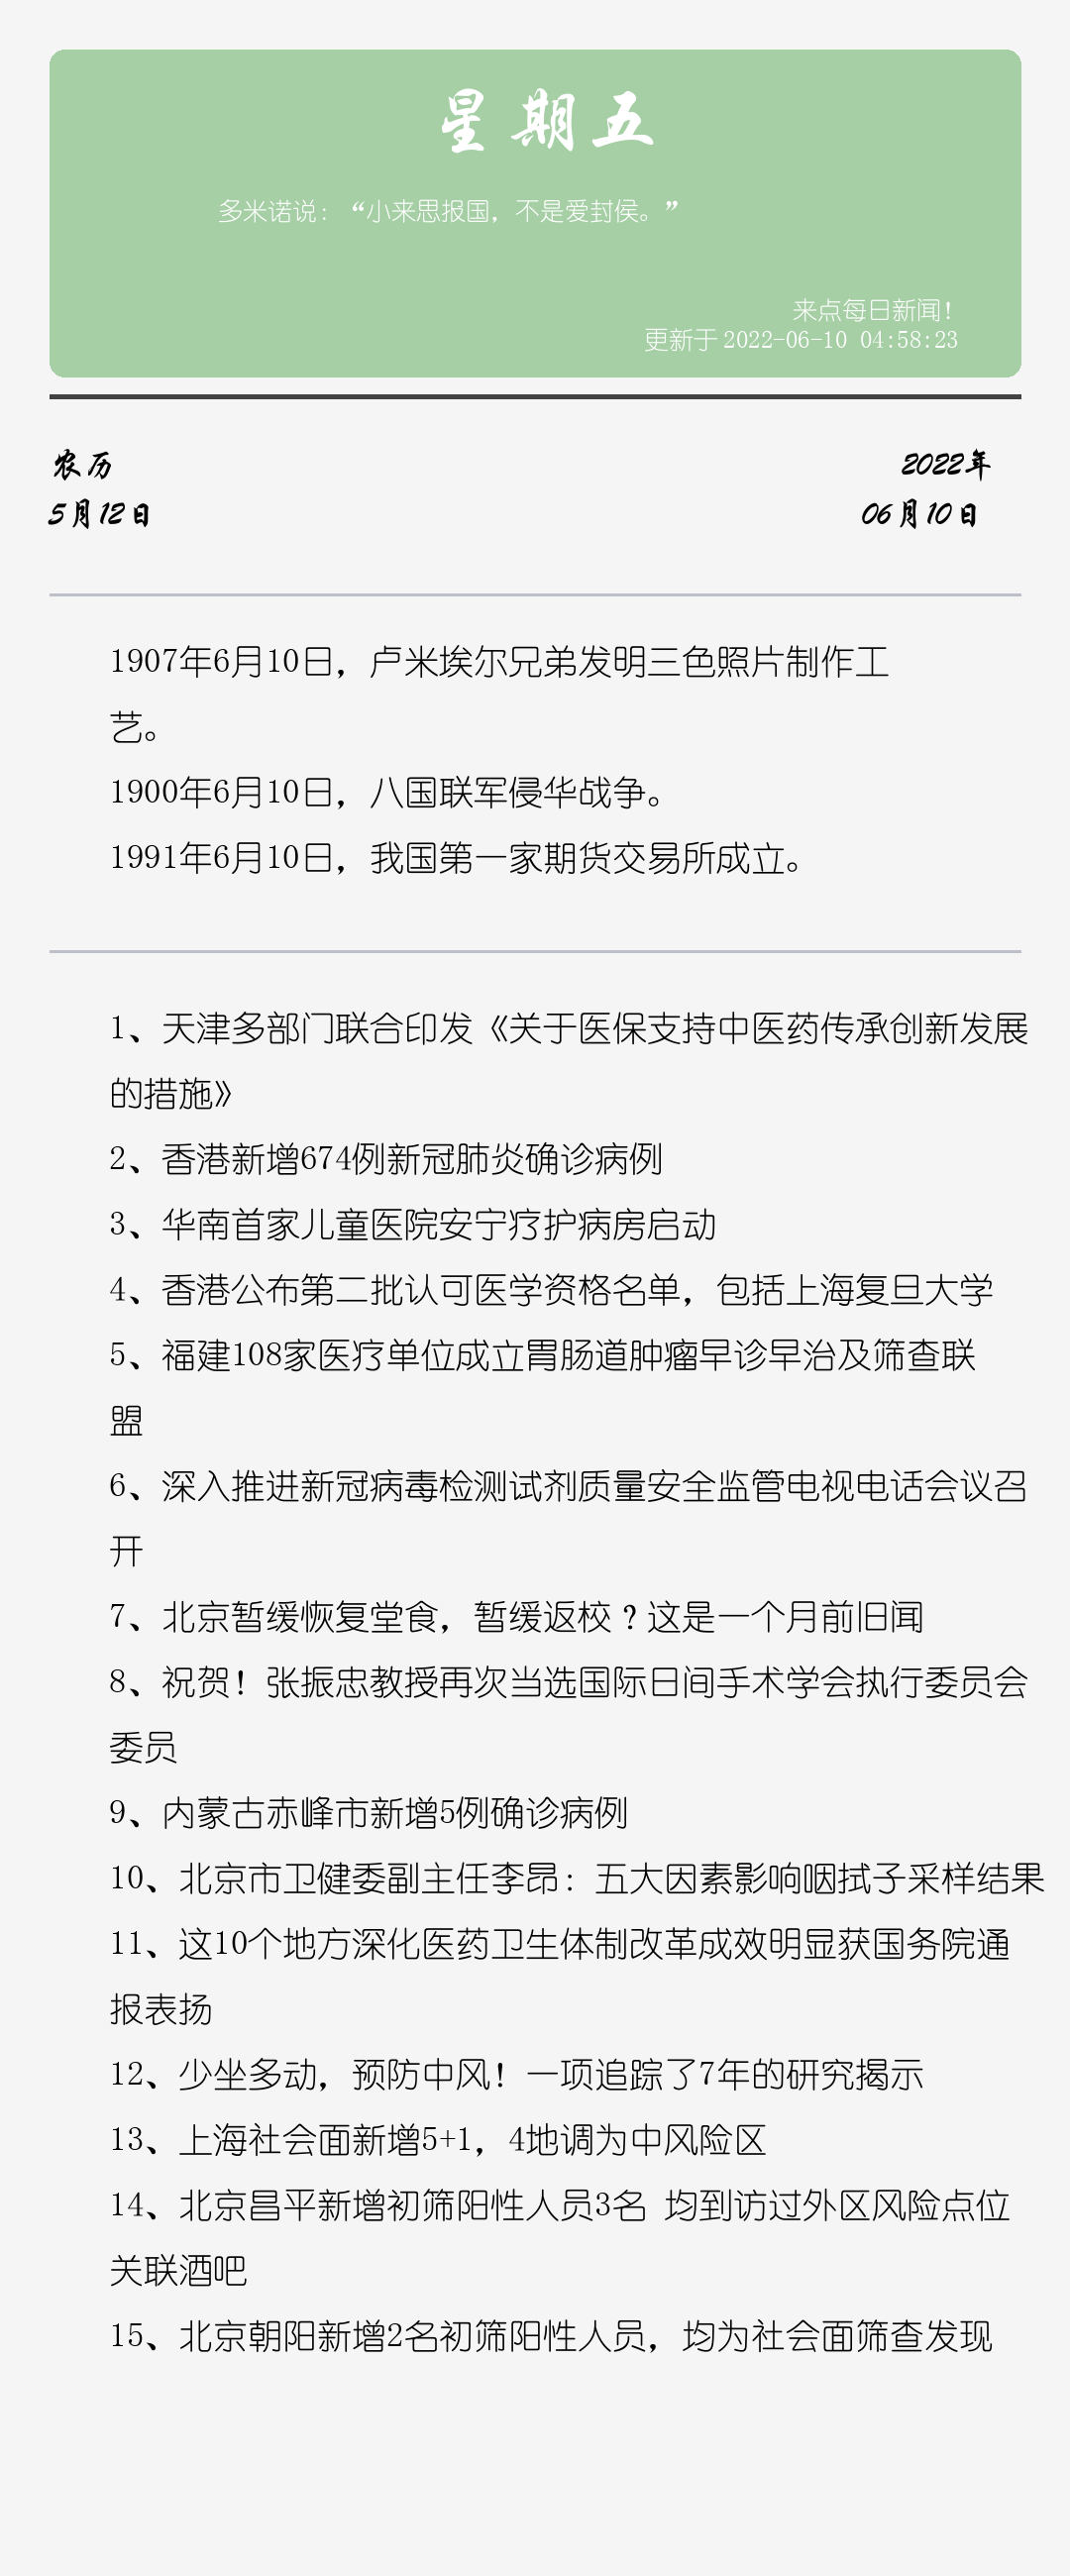 星期五
多米诺说：“小来思报国，不是爱封侯。”
来点每日新闻！
更新于 2022-06-10 04:58:23
农历
2022年
5月12日
06月10日
1907年6月10日，卢米埃尔兄弟发明三色照片制作工
艺。
1900年6月10日，八国联军侵华战争。
1991年6月10日，我国第一家期货交易所成立。
1、天津多部门联合印发《关于医保支持中医药传承创新发展
的措施》
2、香港新增674例新冠肺炎确诊病例
3、华南首家儿童医院安宁疗护病房启动
4、香港公布第二批认可医学资格名单，包括上海复旦大学
5、福建108家医疗单位成立胃肠道肿瘤早诊早治及筛查联
盟
6、深入推进新冠病毒检测试剂质量安全监管电视电话会议召
开
7、北京暂缓恢复堂食，暂缓返校？这是一个月前旧闻
8、祝贺！张振忠教授再次当选国际日间手术学会执行委员会
委员
9、内蒙古赤峰市新增5例确诊病例
10、北京市卫健委副主任李昂：五大因素影响咽拭子采样结果
11、这10个地方深化医药卫生体制改革成效明显获国务院通
报表扬
12、少坐多动，预防中风！一项追踪了7年的研究揭示
13、上海社会面新增5+1，4地调为中风险区
14、北京昌平新增初筛阳性人员3名 均到访过外区风险点位
关联酒吧
15、北京朝阳新增2名初筛阳性人员，均为社会面筛查发现